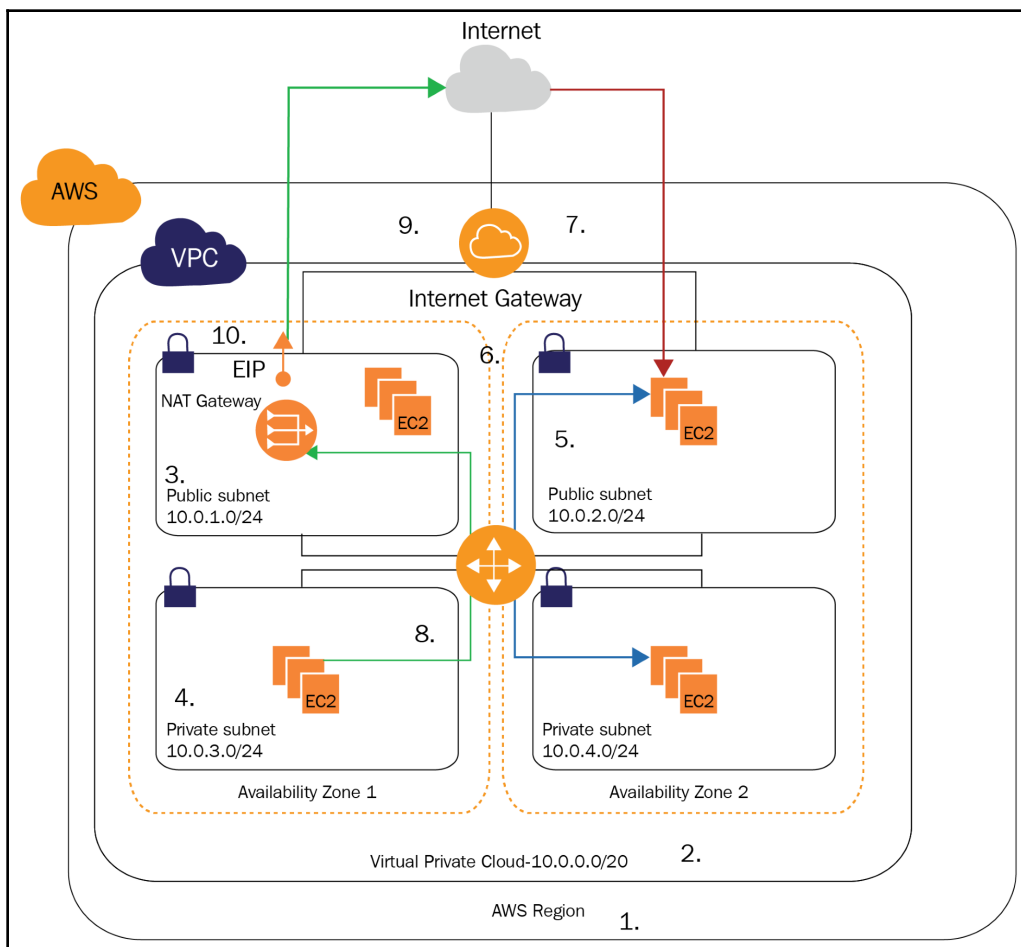 Internet
AWS
9.
7.
VPC
Internet Gateway
10.
6.
EIP
NAT Gateway
EC2
EC2
5.
3.
Public subnet
10.0.1.0/24
Public subnet
10.0.2.0/24
8.
4.
EC2
EC2
Private subnet
10.0.3.0/24
Private subnet
10.0.4.0/24
Availability Zone 1
Availability Zone 2
Virtual Private Cloud-10.0.0.0/20
2.
AWS Region
1.